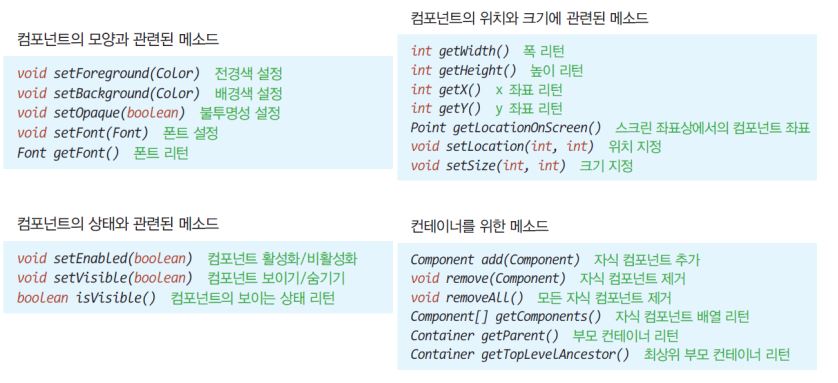 컴포넌트의 모양과 관련된 메소드
void setForeground(Color) 전경색 설정
void setBackground(Color) 배경색 설정
void setOpaque(boolean) 불투명성 설정
void setFont(Font) 폰트 설정
Font getFont() 폰트 리턴
컴포넌트의 위치와 크기에 관련된 메소드
int getWidth() 폭 리턴
int getHeight() 높이 리턴
int getX() x 좌표 리턴
int getY() y 좌표 리턴
Point getLocationOnScreen() 스크린 좌표상에서의 컴포넌트 좌표
void setLocation(int, int) 위치 지정
void setSize(int, int) 크기 지정
컴포넌트의 상태와 관련된 메소드
void setEnabled(boolean) 컴포넌트 활성화/비활성화
void setVisible(boolean) 컴포넌트 보이기/숨기기
boolean isVisible() 컴포넌트의 보이는 상태 리턴
컨테이너를 위한 메소드
Component add(Component) 자식 컴포넌트 추가
void remove(Component) 자식 컴포넌트 제거
void removeAll() 모든 자식 컴포넌트 제거
Component[] getComponents() 자식 컴포넌트 배열 리턴
Container getParent() 부모 컨테이너 리턴
Container getTopLevelAncestor() 최상위 부모 컨테이너 리턴